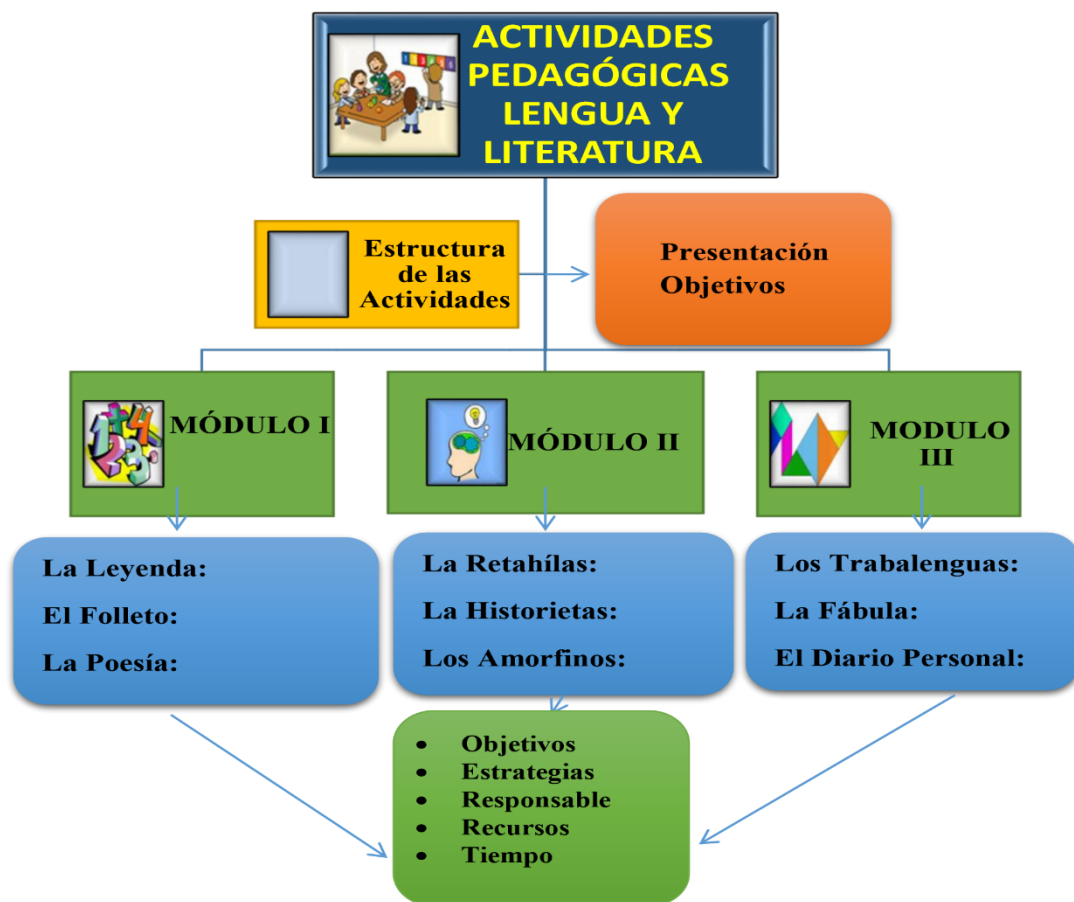 ACTIVIDADES
PEDAGÓGICAS
LENGUA Y
LITERATURA
Estructura
de las
Actividades
Presentación
Objetivos
MÓDULO I
MÓDULO II
MODULO
III
La Leyenda:
El Folleto:
La Poesía:
La Retahílas:
La Historietas:
Los Amorfinos:
Los Trabalenguas:
La Fábula:
El Diario Personal:
• Objetivos
• Estrategias
• Responsable
• Recursos
• Tiempo